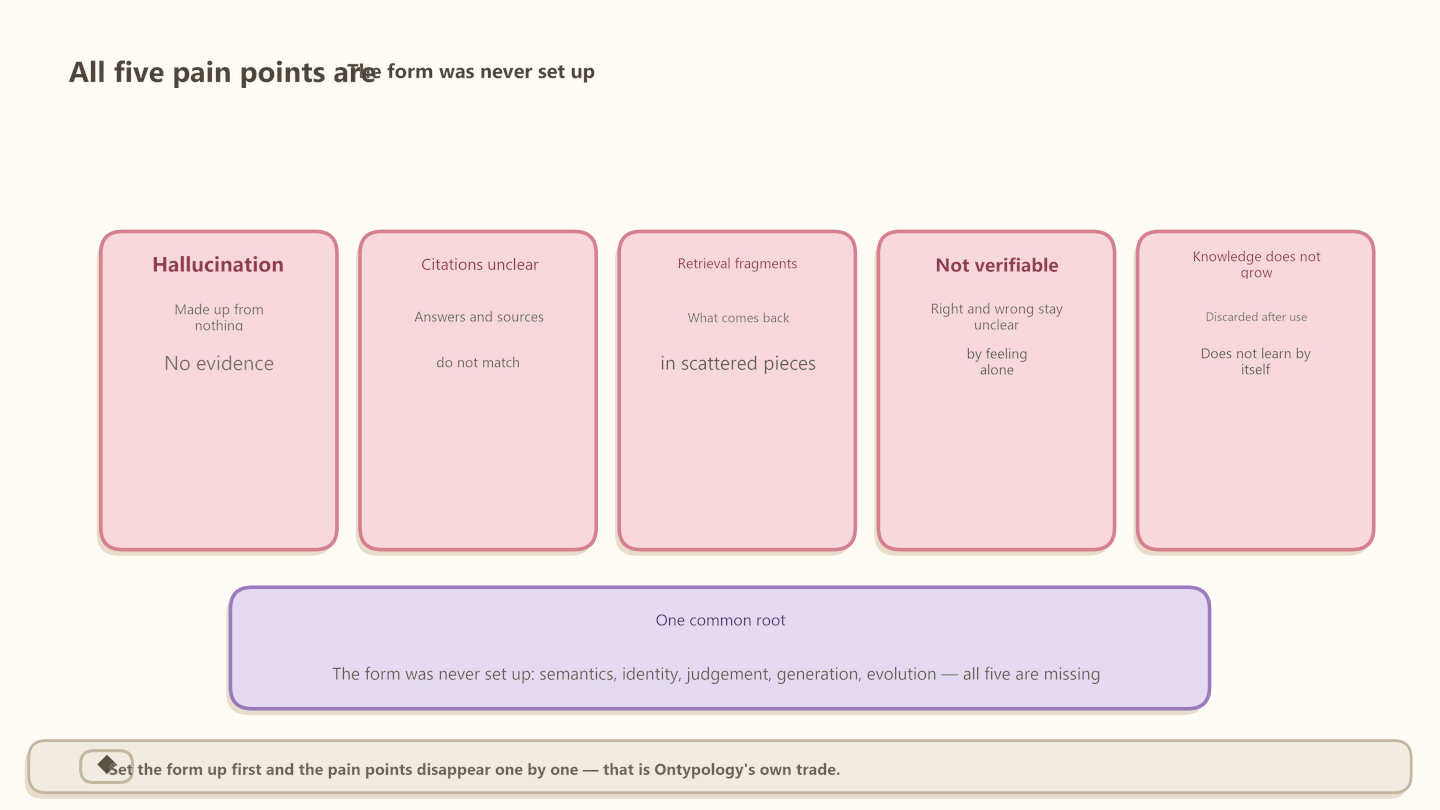 All five pain points are The form was never set up
Hallucination
Made up from
nothing
No evidence
Citations unclear
Answers and sources
do not match
Retrieval fragments
What comes back
in scattered pieces
Not verifiable
Right and wrong stay
unclear
by feeling
alone
Knowledge does not
grow
Discarded after use
Does not learn by
itself
One common root
The form was never set up: semantics, identity, judgement, generation, evolution — all five are missing
Set the form up first and the pain points disappear one by one — that is Ontypology's own trade.